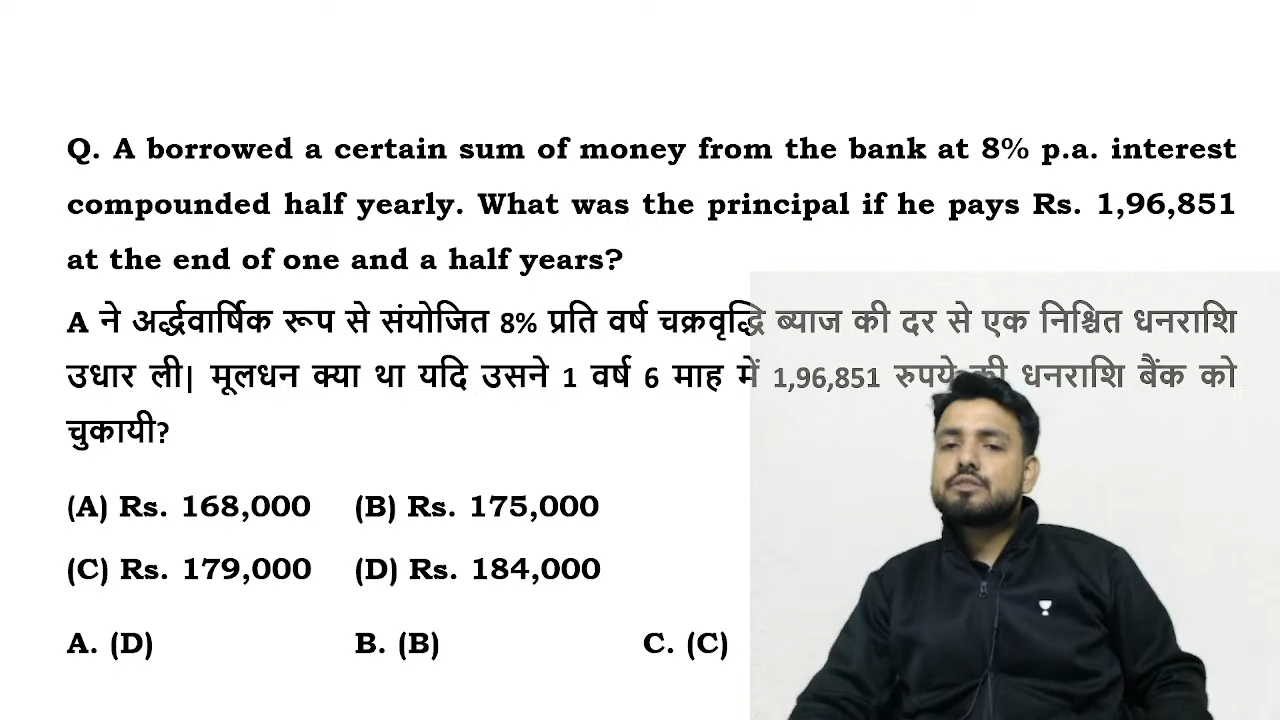 Q. A borrowed a certain sum of money from the bank at 8% p.a. interest
compounded half yearly. What was the principal if he pays Rs. 1,96,851
at the end of one and a half years?
A ने अर्द्धवार्षिक रूप से संयोजित 8% प्रति वर्ष चक्रवृद्धि ब्याज की दर से एक निश्चित धनराशि
उधार ली| मूलधन क्या था यदि उसने 1 वर्ष 6 माह में 1,96,851 रुपये की धनराशि बैंक को
चुकायी?
(A) Rs. 168,000 (B) Rs. 175,000
(C) Rs. 179,000 (D) Rs. 184,000
A. (D) B. (B) C. (C)